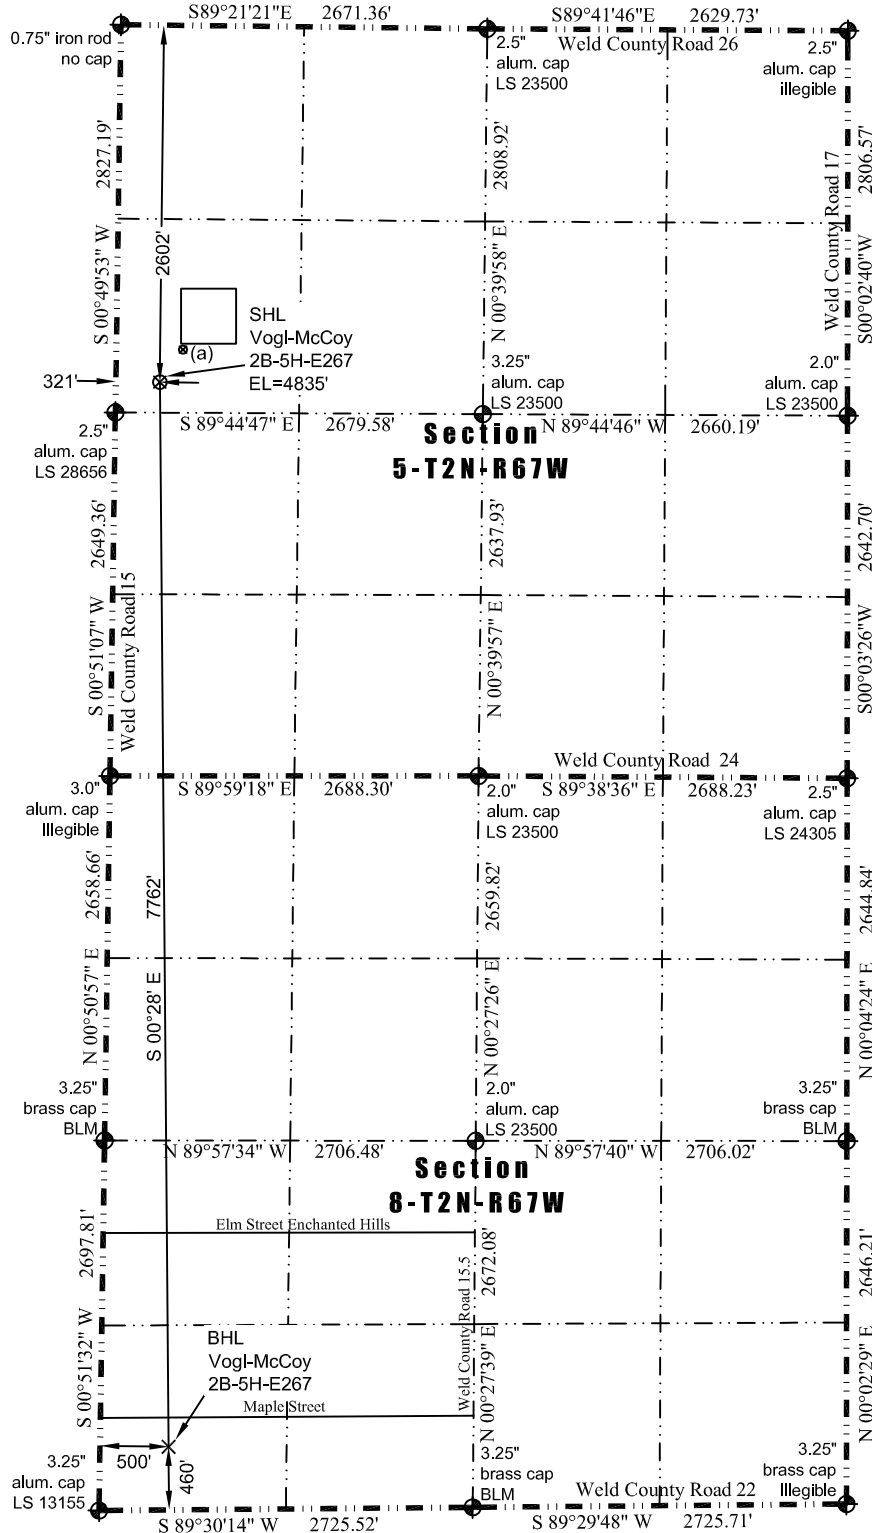 S89°21'21"E 2671.36'
S89°41'46"E 2629.73'
0.75" iron rod
no cap
2.5"
alum. cap
LS 23500
Weld County Road 26
2.5"
alum. cap
illegible
2827.19'
S 00°49'53" W
2602'
2808.92'
N 00°39'58" E
Weld County Road 17
2806.57'
S00°02'40"W
SHL
Vogl-McCoy
2B-5H-E267
EL=4835'
(a)
321'
3.25"
alum. cap
LS 23500
2.0"
alum. cap
LS 23500
2.5"
alum. cap
LS 28656
S 89°44'47" E 2679.58'
N 89°44'46" W 2660.19'
Section
5-T2N-R67W
2649.36'
S 00°51'07" W
Weld County Road 15
2637.93'
N 00°39'57" E
2642.70'
S00°03'26"W
Weld County Road 24
S 89°59'18" E 2688.30'
S 89°38'36" E 2688.23'
3.0"
alum. cap
Illegible
2.0"
alum. cap
LS 23500
2.5"
alum. cap
LS 24305
2658.66'
N 00°50'57" E
7762'
S 00°28' E
2659.82'
N 00°27'26" E
2644.84'
N 00°04'24" E
3.25"
brass cap
BLM
2.0"
alum. cap
LS 23500
3.25"
brass cap
BLM
N 89°57'34" W 2706.48'
N 89°57'40" W 2706.02'
Section
8-T2N-R67W
Elm Street Enchanted Hills
2697.81'
S 00°51'32" W
Weld County Road 15.5
2672.08'
N 00°27'39" E
2646.21'
N 00°02'29" E
BHL
Vogl-McCoy
2B-5H-E267
Maple Street
500'
460'
3.25"
alum. cap
LS 13155
3.25"
brass cap
BLM
Weld County Road 22
3.25"
brass cap
Illegible
S 89°30'14" W 2725.52'
S 89°29'48" W 2725.71'